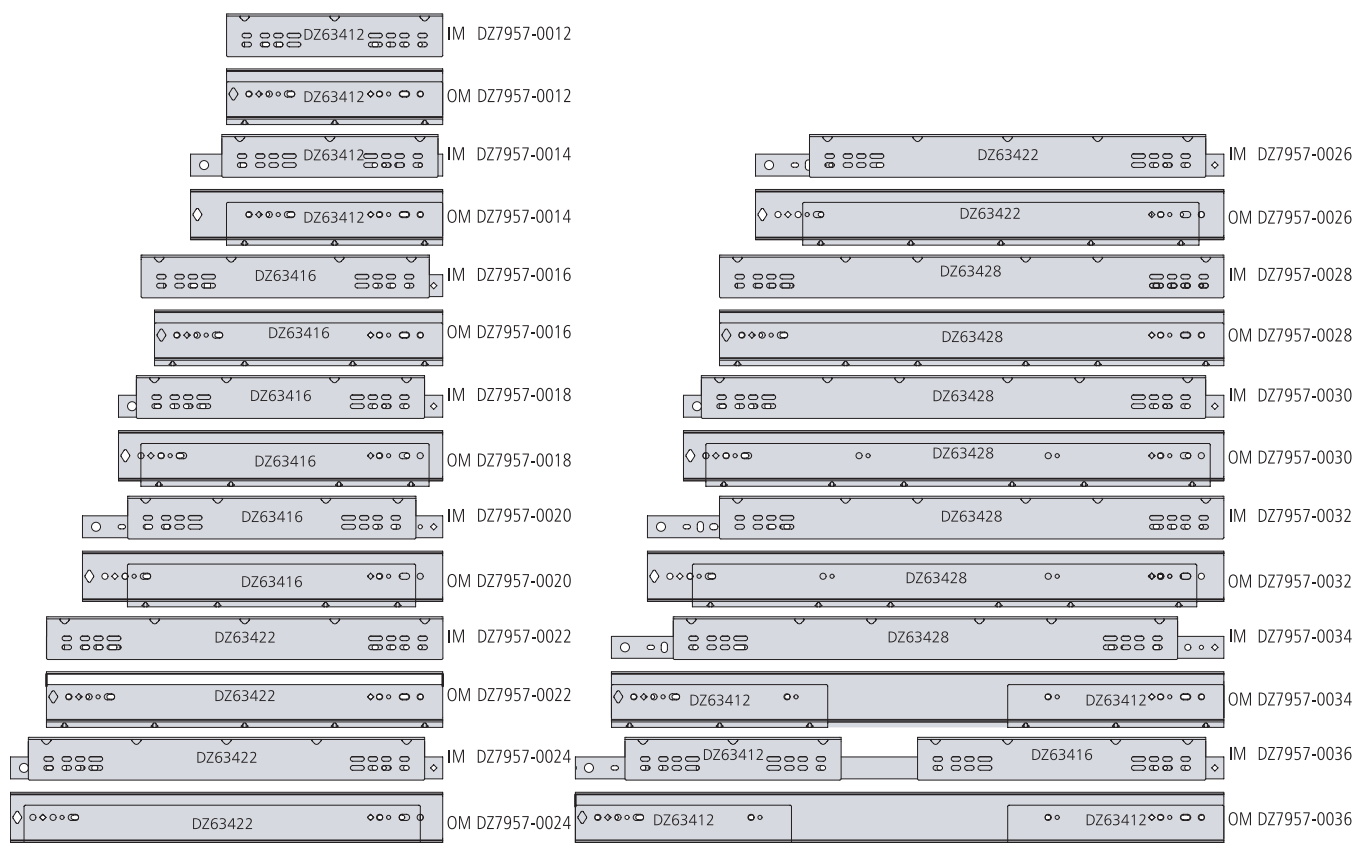 DZ63412 IM DZ7957-0012
DZ63412 OM DZ7957-0012
DZ63412 IM DZ7957-0014
DZ63412 OM DZ7957-0014
DZ63416 IM DZ7957-0016
DZ63416 OM DZ7957-0016
DZ63416 IM DZ7957-0018
DZ63416 OM DZ7957-0018
DZ63416 IM DZ7957-0020
DZ63416 OM DZ7957-0020
DZ63422 IM DZ7957-0022
DZ63422 OM DZ7957-0022
DZ63422 IM DZ7957-0024
DZ63422 OM DZ7957-0024
DZ63422 IM DZ7957-0026
DZ63422 OM DZ7957-0026
DZ63428 IM DZ7957-0028
DZ63428 OM DZ7957-0028
DZ63428 IM DZ7957-0030
DZ63428 OM DZ7957-0030
DZ63428 IM DZ7957-0032
DZ63428 OM DZ7957-0032
DZ63428 IM DZ7957-0034
DZ63412 DZ63412 OM DZ7957-0034
DZ63412 DZ63416 IM DZ7957-0036
DZ63412 DZ63412 OM DZ7957-0036